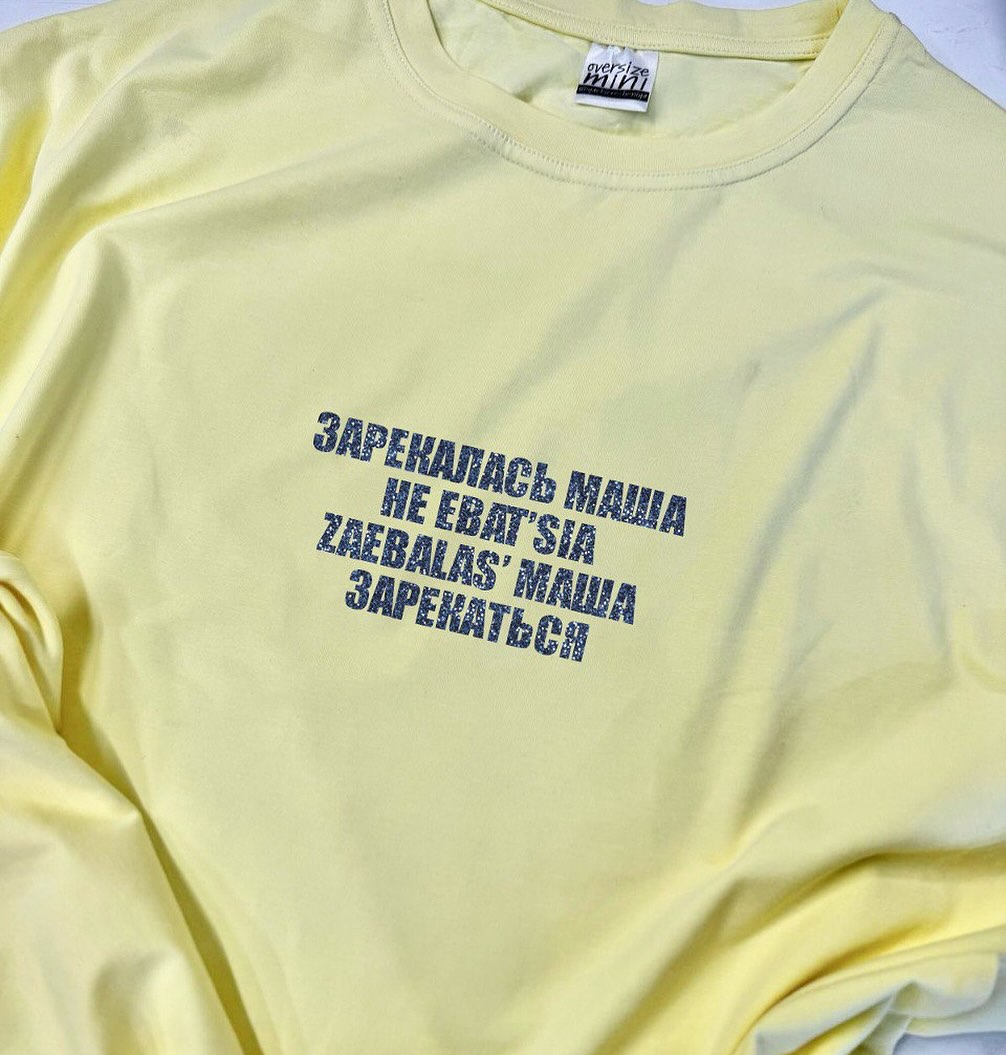 oversize
mini
ЗАРЕКАЛАСЬ МАША
НЕ EBAT'SIA
ZAEBALAS' МАША
ЗАРЕКАТЬСЯ